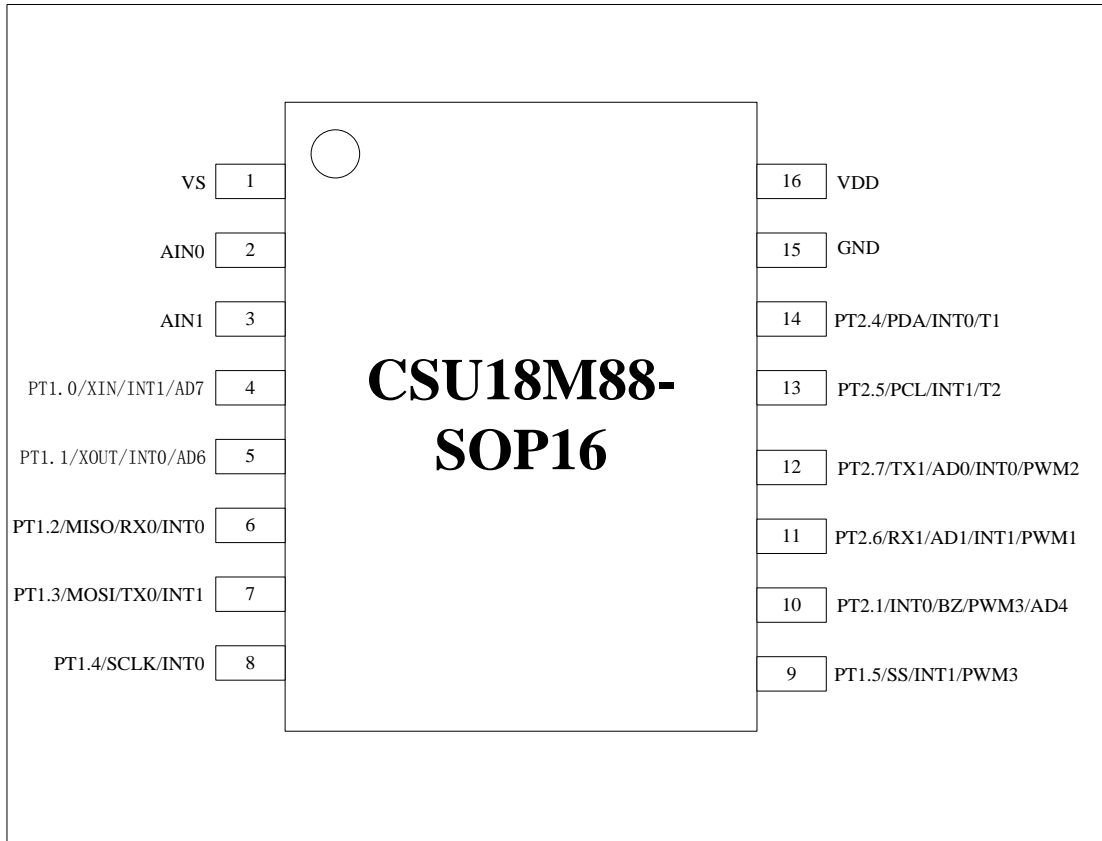 VS 1
AIN0 2
AIN1 3
PT1.0/XIN/INT1/AD7 4
PT1.1/XOUT/INT0/AD6 5
PT1.2/MISO/RX0/INT0 6
PT1.3/MOSI/TX0/INT1 7
PT1.4/SCLK/INT0 8
CSU18M88-
SOP16
16 VDD
15 GND
14 PT2.4/PDA/INT0/T1
13 PT2.5/PCL/INT1/T2
12 PT2.7/TX1/AD0/INT0/PWM2
11 PT2.6/RX1/AD1/INT1/PWM1
10 PT2.1/INT0/BZ/PWM3/AD4
9 PT1.5/SS/INT1/PWM3